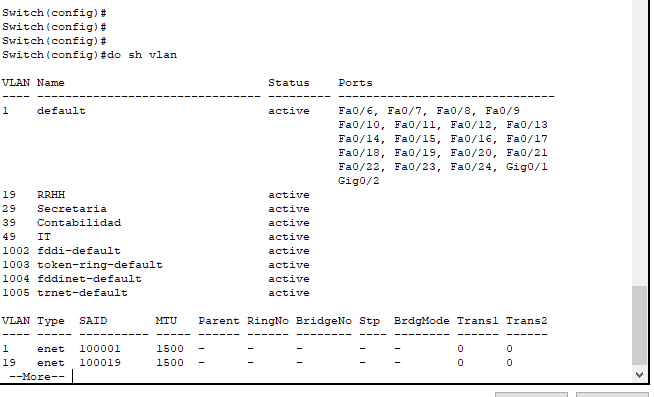 Switch(config)#
Switch(config)#
Switch(config)#
Switch(config)#do sh vlan
VLAN Name                             Status    Ports
---- -------------------------------- --------- -------------------------------
1    default                          active    Fa0/6, Fa0/7, Fa0/8, Fa0/9
                                                Fa0/10, Fa0/11, Fa0/12, Fa0/13
                                                Fa0/14, Fa0/15, Fa0/16, Fa0/17
                                                Fa0/18, Fa0/19, Fa0/20, Fa0/21
                                                Fa0/22, Fa0/23, Fa0/24, Gig0/1
                                                Gig0/2
19   RRHH                             active
29   Secretaria                       active
39   Contabilidad                     active
49   IT                               active
1002 fddi-default                     active
1003 token-ring-default               active
1004 fddinet-default                  active
1005 trnet-default                    active
VLAN Type  SAID       MTU   Parent RingNo BridgeNo Stp  BrdgMode Trans1 Trans2
---- ----- ---------- ----- ------ ------ -------- ---- -------- ------ ------
1    enet  100001     1500  -      -      -        -    -        0      0
19   enet  100019     1500  -      -      -        -    -        0      0
 --More--